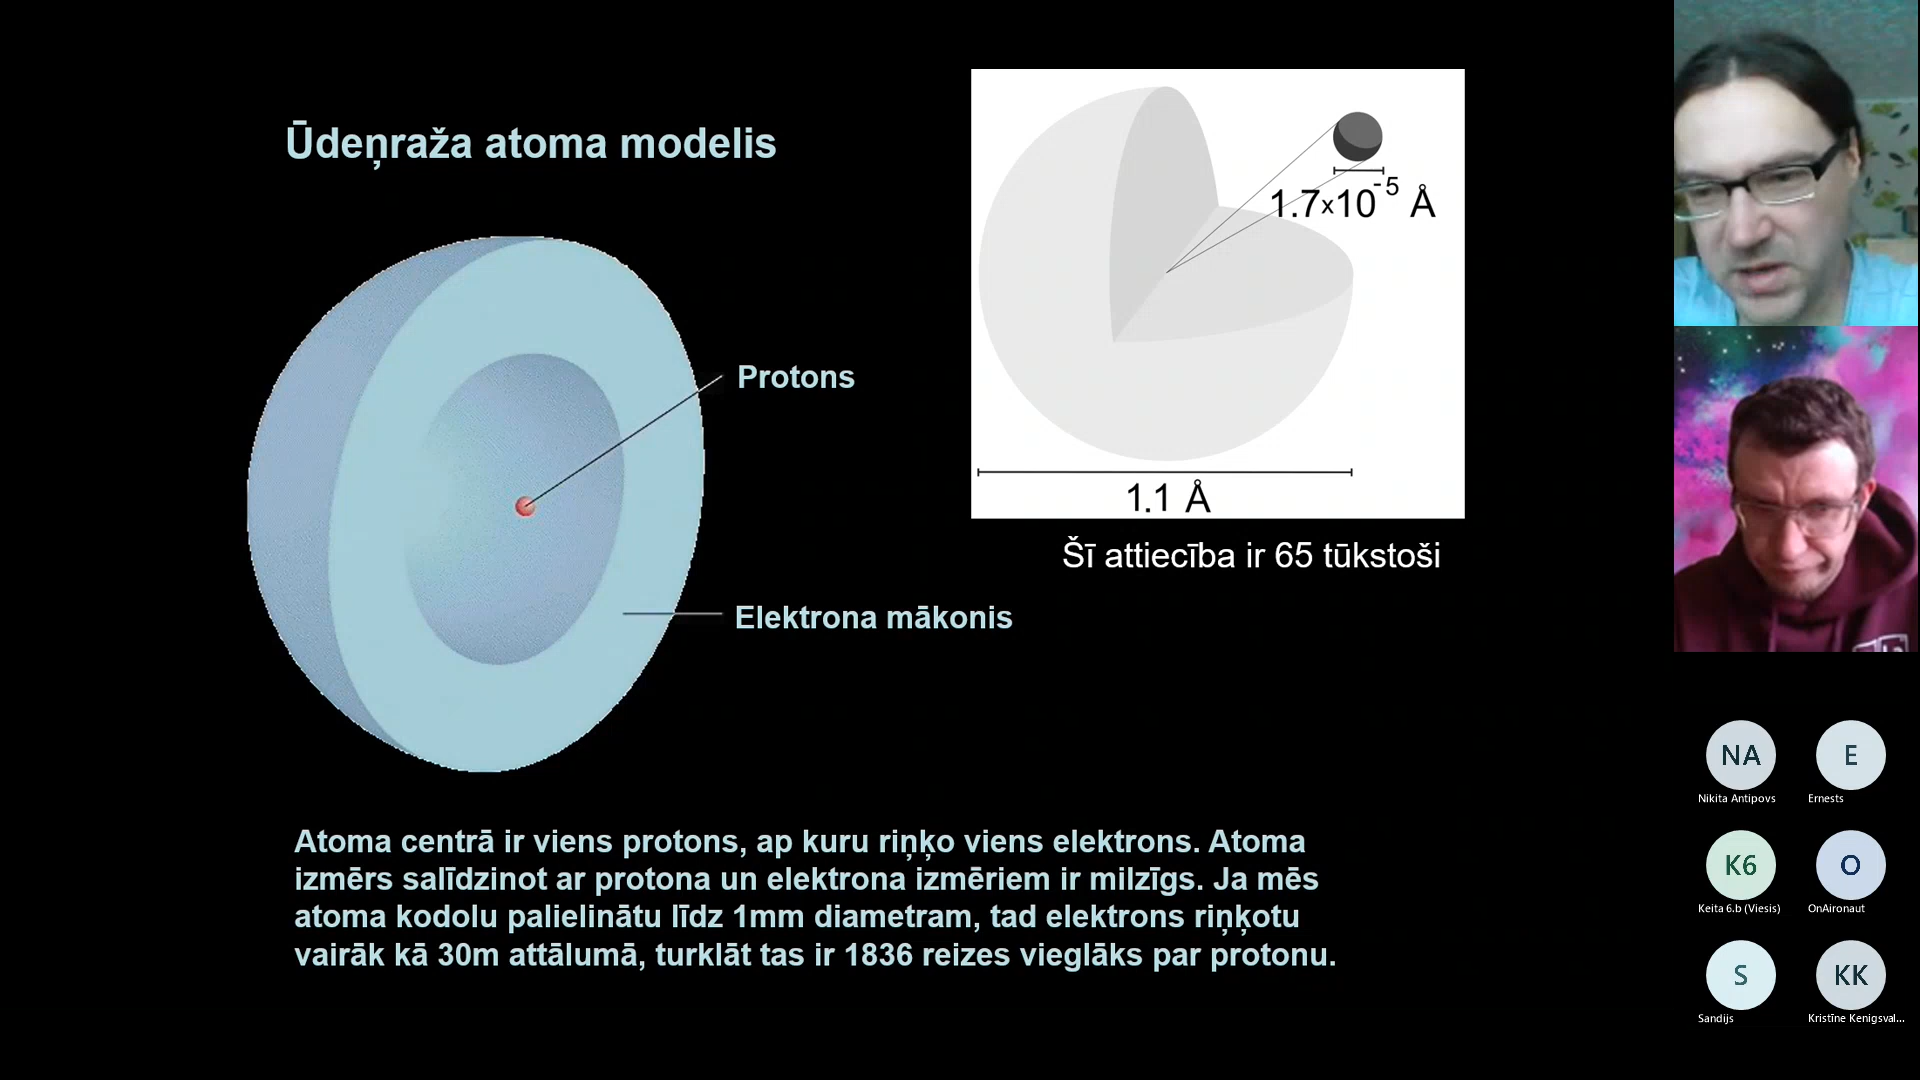 Ūdeņraža atoma modelis
1.7×10⁻⁵ Å
1.1 Å
Šī attiecība ir 65 tūkstoši
Protons
Elektrona mākonis
Atoma centrā ir viens protons, ap kuru riņķo viens elektrons. Atoma
izmērs salīdzinot ar protona un elektrona izmēriem ir milzīgs. Ja mēs
atoma kodolu palielinātu līdz 1mm diametram, tad elektrons riņķotu
vairāk kā 30m attālumā, turklāt tas ir 1836 reizes vieglāks par protonu.
NA
Nikita Antipovs
E
Ernests
K6
Keita 6.b (Viesis)
O
OnAironaut
S
Sandijs
KK
Kristīne Kenigsval...